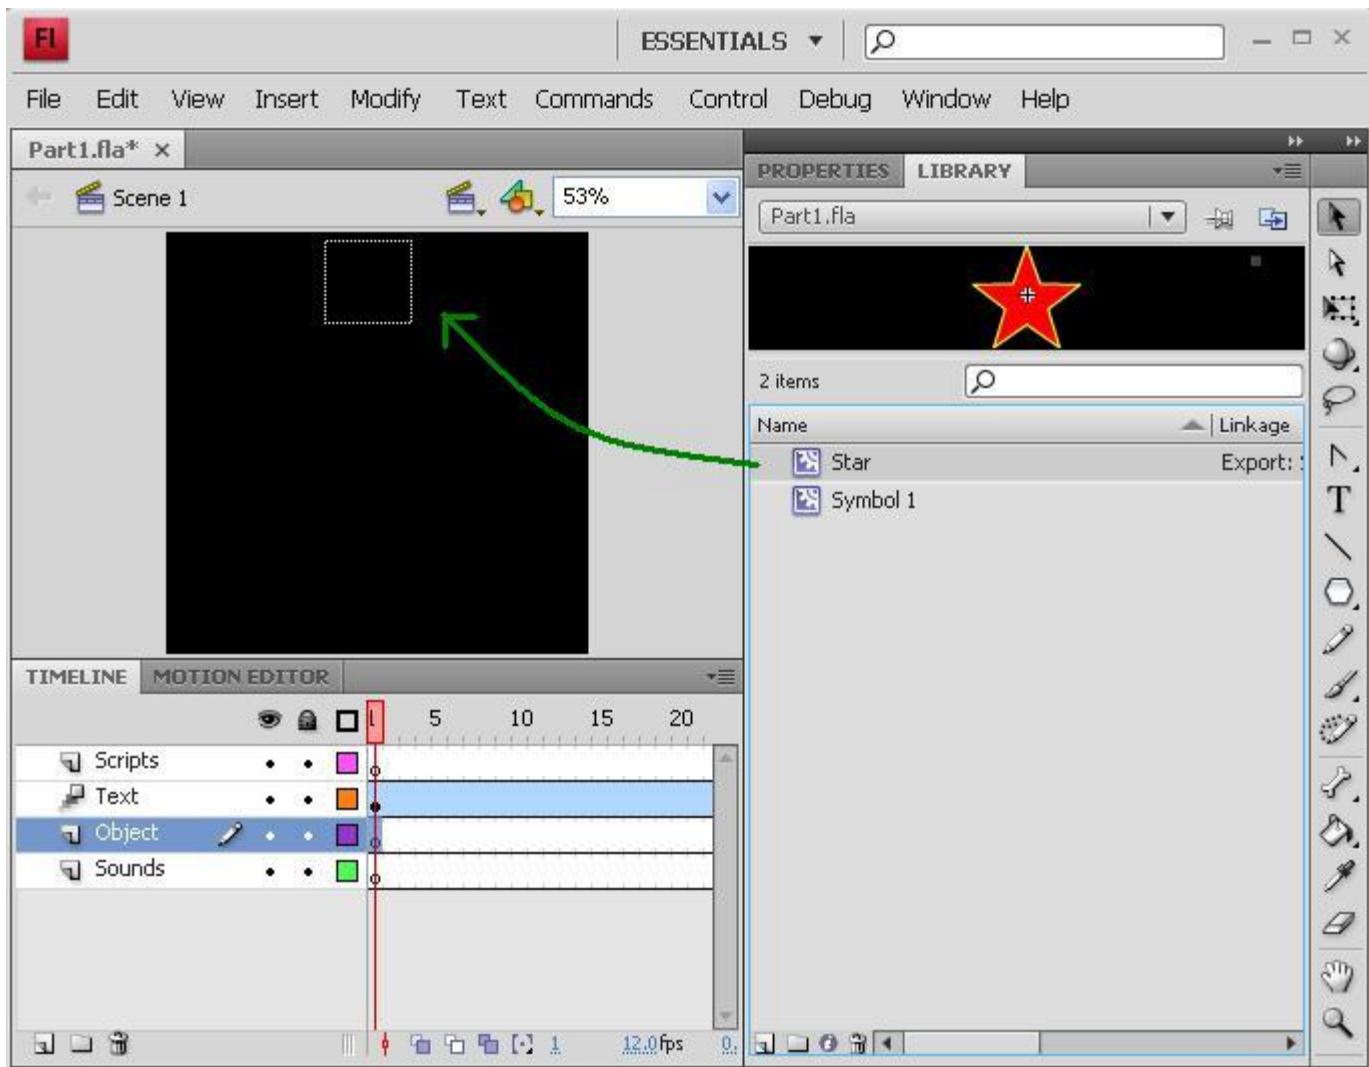 Fl ESSENTIALS
File Edit View Insert Modify Text Commands Control Debug Window Help
Part1.fla*
Scene 1 53%
PROPERTIES LIBRARY
Part1.fla
2 items
Name Linkage
Star Export:
Symbol 1
T
TIMELINE MOTION EDITOR
1 5 10 15 20
Scripts
Text
Object
Sounds
1 12.0fps 0.